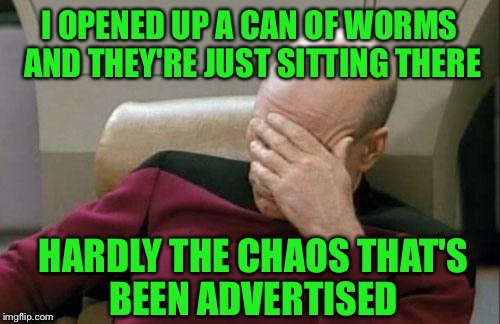 I OPENED UP A CAN OF WORMS
AND THEY'RE JUST SITTING THERE
HARDLY THE CHAOS THAT'S
BEEN ADVERTISED
imgflip.com